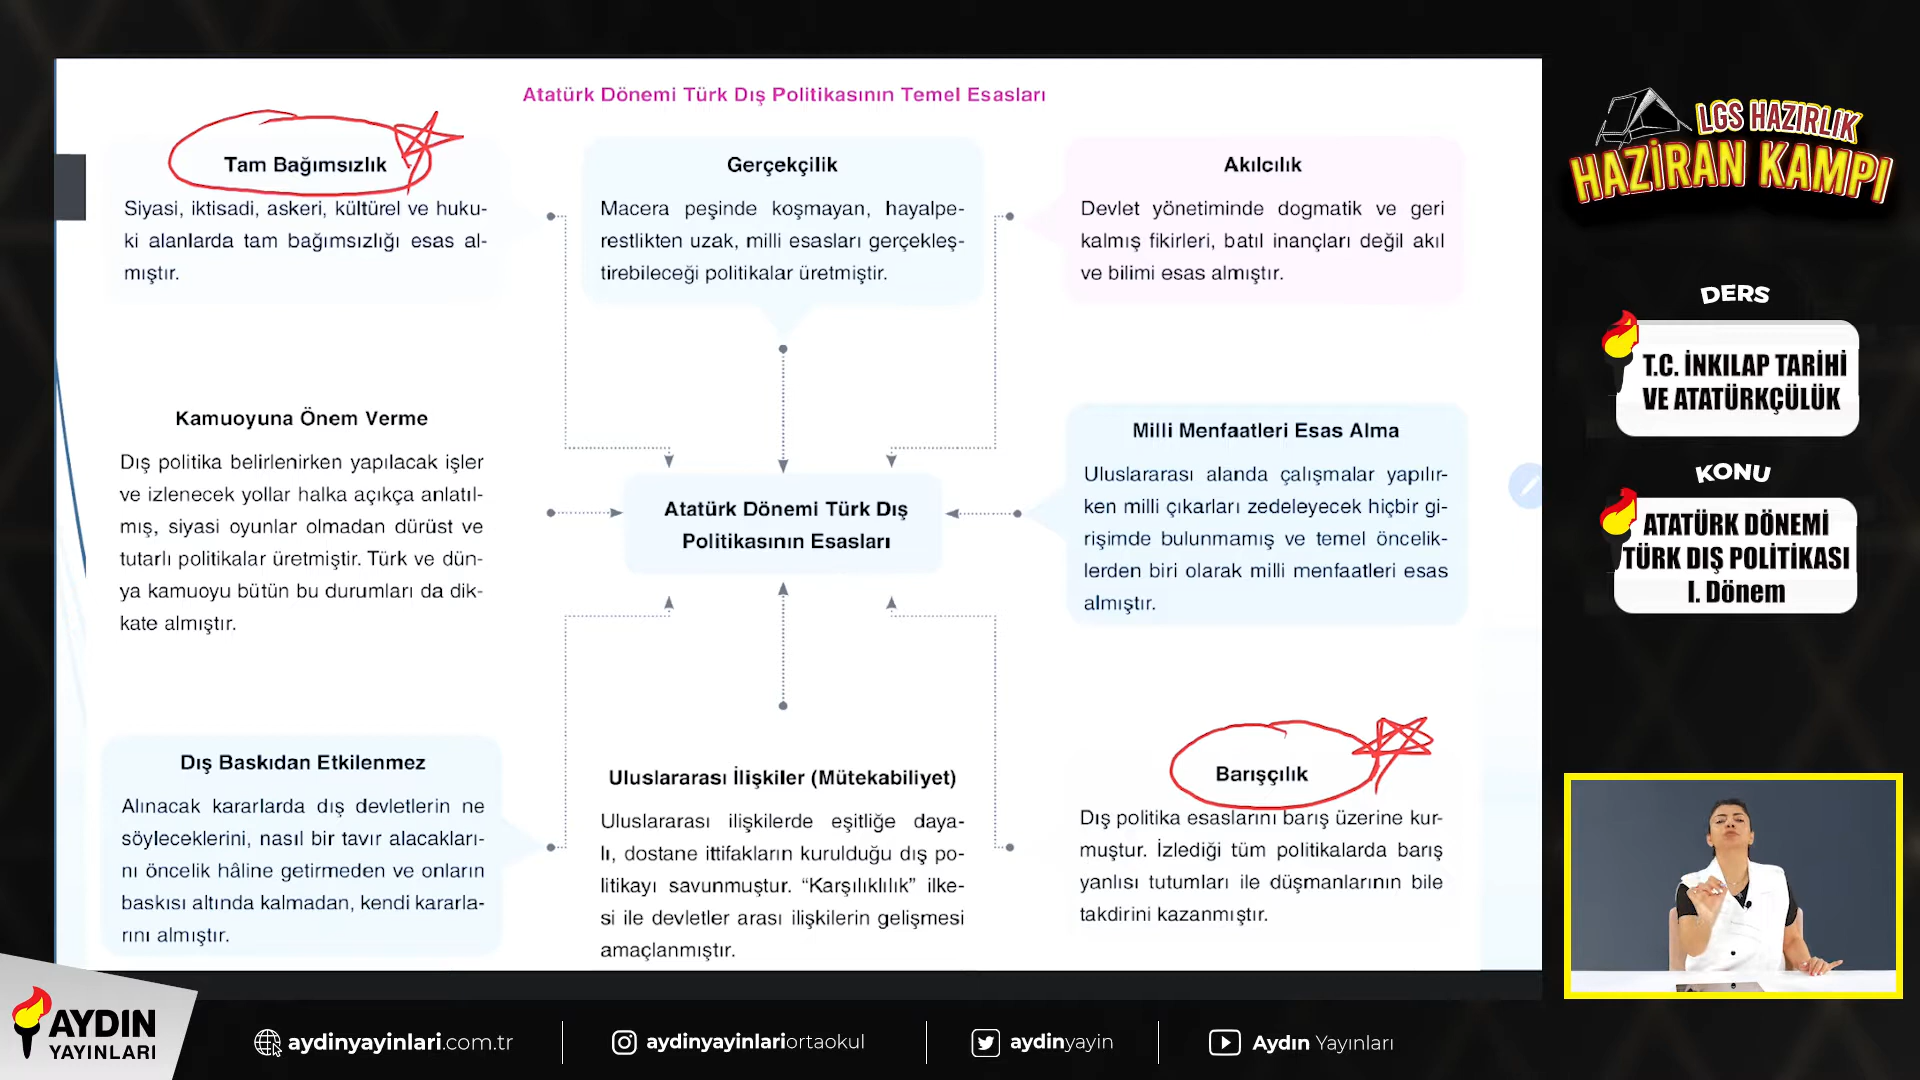 Atatürk Dönemi Türk Dış Politikasının Temel Esasları
Tam Bağımsızlık
Siyasi, iktisadi, askeri, kültürel ve huku-
ki alanlarda tam bağımsızlığı esas al-
mıştır.
Gerçekçilik
Macera peşinde koşmayan, hayalpe-
restlikten uzak, milli esasları gerçekleş-
tirebileceği politikalar üretmiştir.
Akılcılık
Devlet yönetiminde dogmatik ve geri
kalmış fikirleri, batıl inançları değil akıl
ve bilimi esas almıştır.
Kamuoyuna Önem Verme
Dış politika belirlenirken yapılacak işler
ve izlenecek yollar halka açıkça anlatıl-
mış, siyasi oyunlar olmadan dürüst ve
tutarlı politikalar üretmiştir. Türk ve dün-
ya kamuoyu bütün bu durumları da dik-
kate almıştır.
Atatürk Dönemi Türk Dış
Politikasının Esasları
Milli Menfaatleri Esas Alma
Uluslararası alanda çalışmalar yapılır-
ken milli çıkarları zedeleyecek hiçbir gi-
rişimde bulunmamış ve temel öncelik-
lerden biri olarak milli menfaatleri esas
almıştır.
Dış Baskıdan Etkilenmez
Alınacak kararlarda dış devletlerin ne
söyleceklerini, nasıl bir tavır alacakları-
nı öncelik hâline getirmeden ve onların
baskısı altında kalmadan, kendi kararla-
rını almıştır.
Uluslararası İlişkiler (Mütekabiliyet)
Uluslararası ilişkilerde eşitliğe daya-
lı, dostane ittifakların kurulduğu dış po-
litikayı savunmuştur. “Karşılıklılık” ilke-
si ile devletler arası ilişkilerin gelişmesi
amaçlanmıştır.
Barışçılık
Dış politika esaslarını barış üzerine kur-
muştur. İzlediği tüm politikalarda barış
yanlısı tutumları ile düşmanlarının bile
takdirini kazanmıştır.
LGS HAZIRLIK
HAZİRAN KAMPI
DERS
T.C. İNKILAP TARİHİ
VE ATATÜRKÇÜLÜK
KONU
ATATÜRK DÖNEMİ
TÜRK DIŞ POLİTİKASI
I. Dönem
AYDIN
YAYINLARI
aydinyayinlari.com.tr
aydinyayinlariortaokul
aydinyayin
Aydın Yayınları